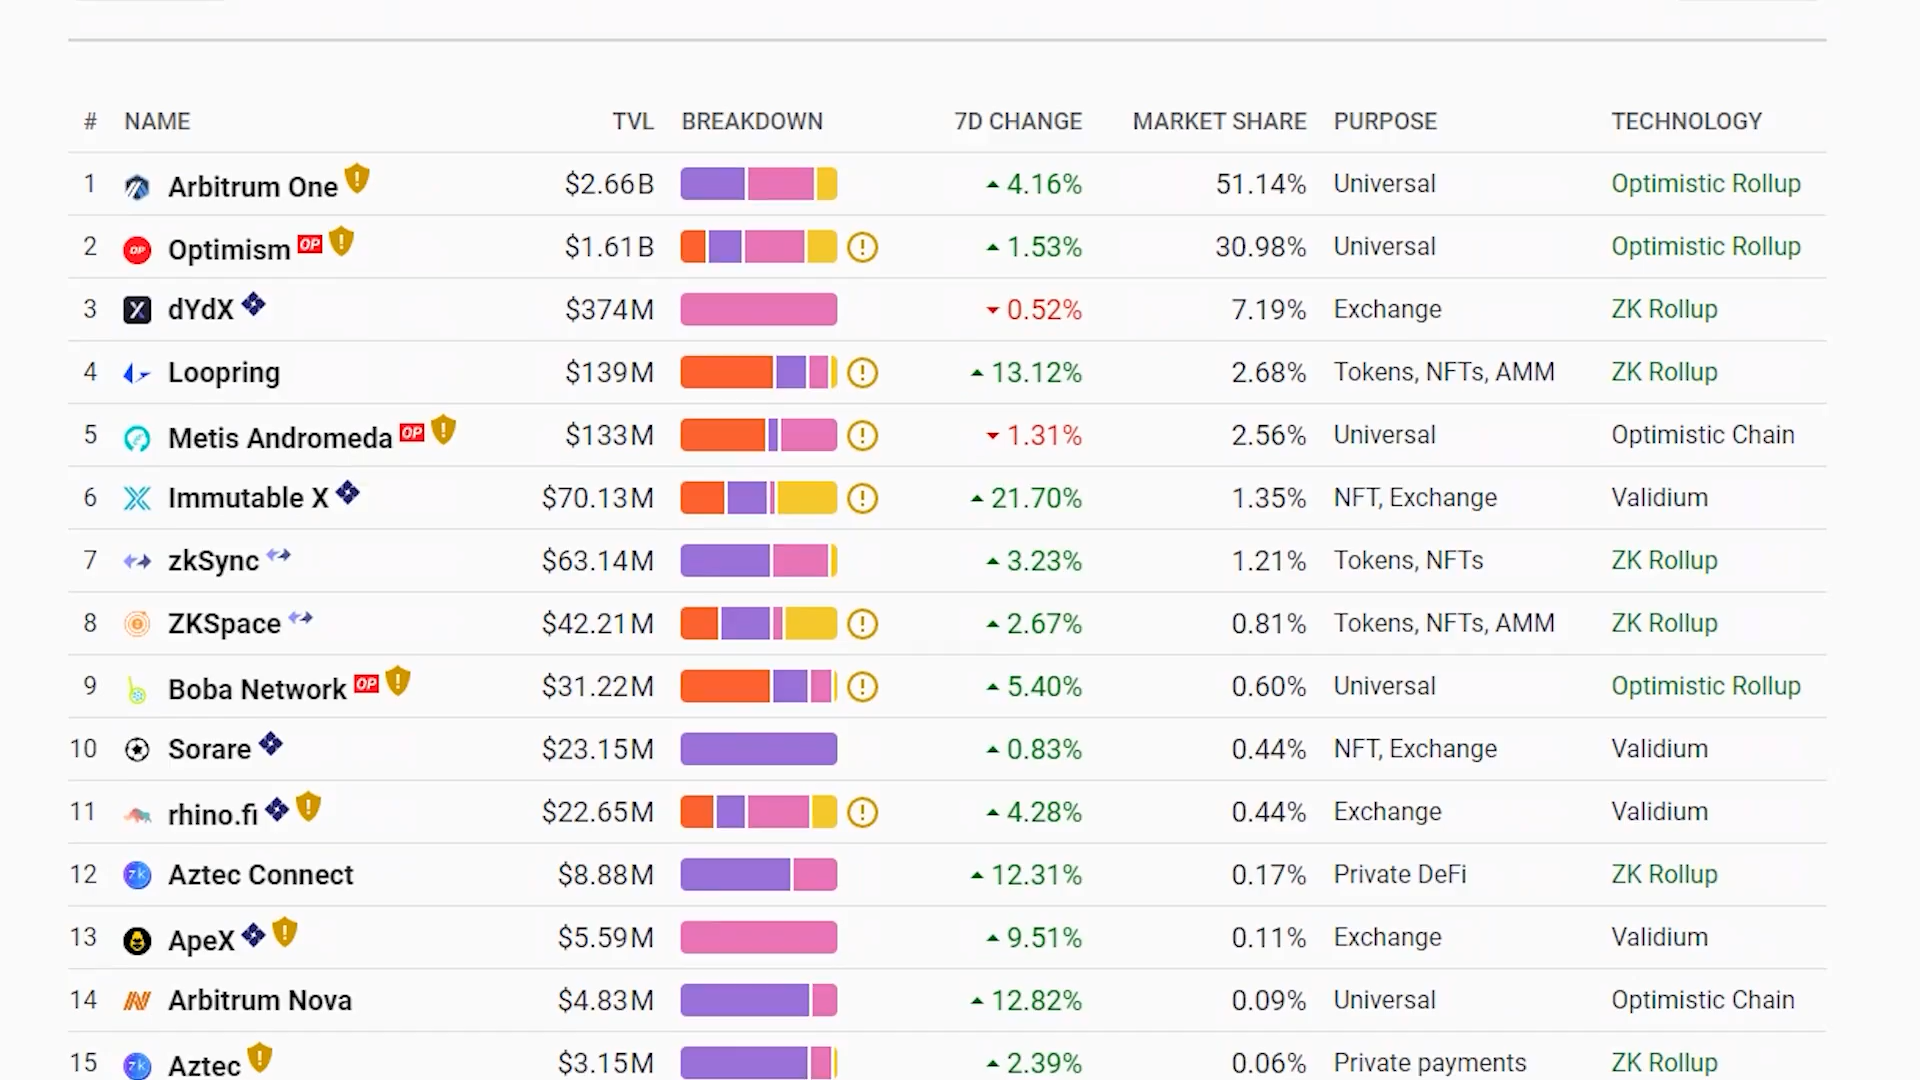 # NAME TVL BREAKDOWN 7D CHANGE MARKET SHARE PURPOSE TECHNOLOGY
1 Arbitrum One $2.66B 4.16% 51.14% Universal Optimistic Rollup
2 OP Optimism OP $1.61B 1.53% 30.98% Universal Optimistic Rollup
3 dYdX $374M 0.52% 7.19% Exchange ZK Rollup
4 Loopring $139M 13.12% 2.68% Tokens, NFTs, AMM ZK Rollup
5 Metis Andromeda OP $133M 1.31% 2.56% Universal Optimistic Chain
6 Immutable X $70.13M 21.70% 1.35% NFT, Exchange Validium
7 zkSync $63.14M 3.23% 1.21% Tokens, NFTs ZK Rollup
8 ZKSpace $42.21M 2.67% 0.81% Tokens, NFTs, AMM ZK Rollup
9 Boba Network OP $31.22M 5.40% 0.60% Universal Optimistic Rollup
10 Sorare $23.15M 0.83% 0.44% NFT, Exchange Validium
11 rhino.fi $22.65M 4.28% 0.44% Exchange Validium
12 zk Aztec Connect $8.88M 12.31% 0.17% Private DeFi ZK Rollup
13 ApeX $5.59M 9.51% 0.11% Exchange Validium
14 Arbitrum Nova $4.83M 12.82% 0.09% Universal Optimistic Chain
15 zk Aztec $3.15M 2.39% 0.06% Private payments ZK Rollup